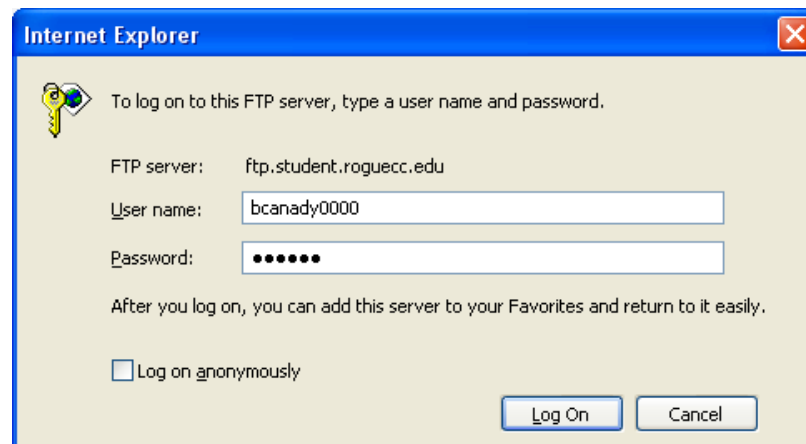 Internet Explorer
To log on to this FTP server, type a user name and password.
FTP server: ftp.student.roguecc.edu
User name: bcanady0000
Password: ●●●●●●
After you log on, you can add this server to your Favorites and return to it easily.
Log on anonymously
Log On Cancel